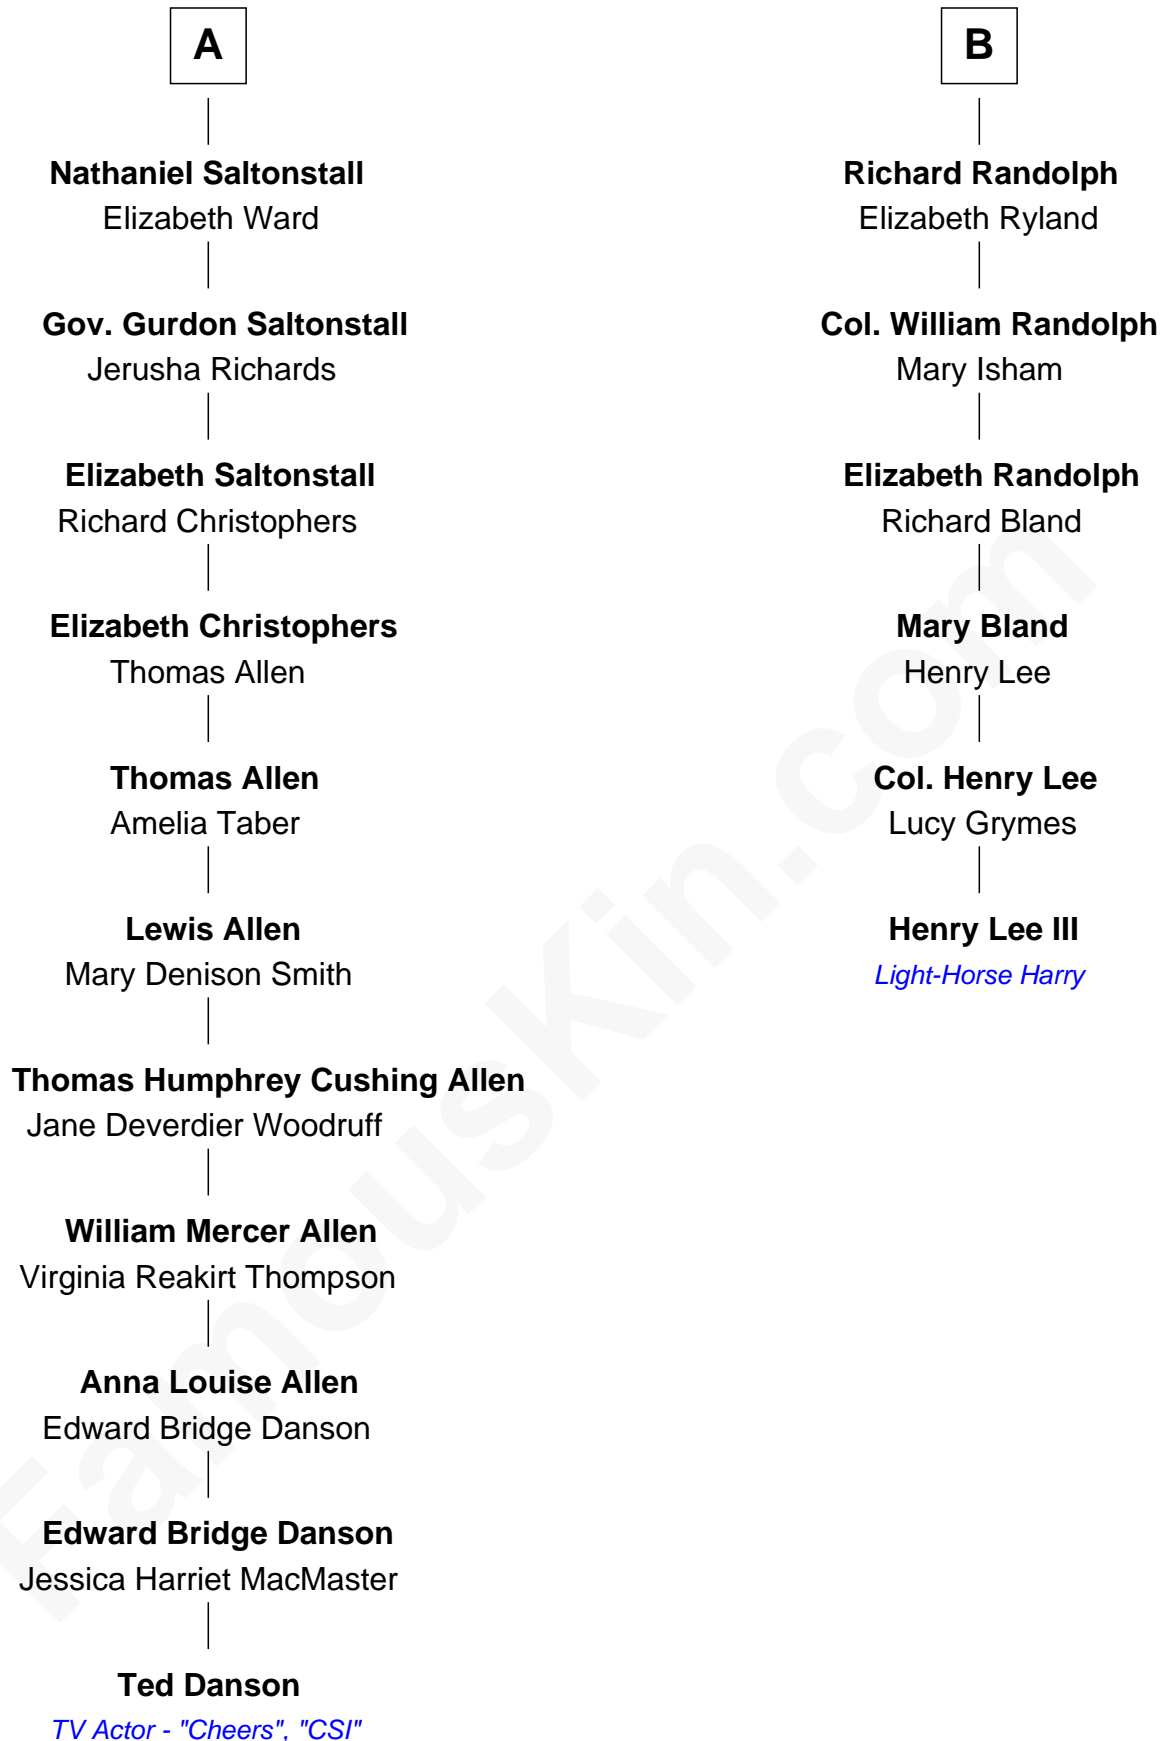 A
Nathaniel Saltonstall
Elizabeth Ward
Gov. Gurdon Saltonstall
Jerusha Richards
Elizabeth Saltonstall
Richard Christophers
Elizabeth Christophers
Thomas Allen
Thomas Allen
Amelia Taber
Lewis Allen
Mary Denison Smith
Thomas Humphrey Cushing Allen
Jane Deverdier Woodruff
William Mercer Allen
Virginia Reakirt Thompson
Anna Louise Allen
Edward Bridge Danson
Edward Bridge Danson
Jessica Harriet MacMaster
Ted Danson
TV Actor - "Cheers", "CSI"
B
Richard Randolph
Elizabeth Ryland
Col. William Randolph
Mary Isham
Elizabeth Randolph
Richard Bland
Mary Bland
Henry Lee
Col. Henry Lee
Lucy Grymes
Henry Lee III
Light-Horse Harry
FamousKin.com